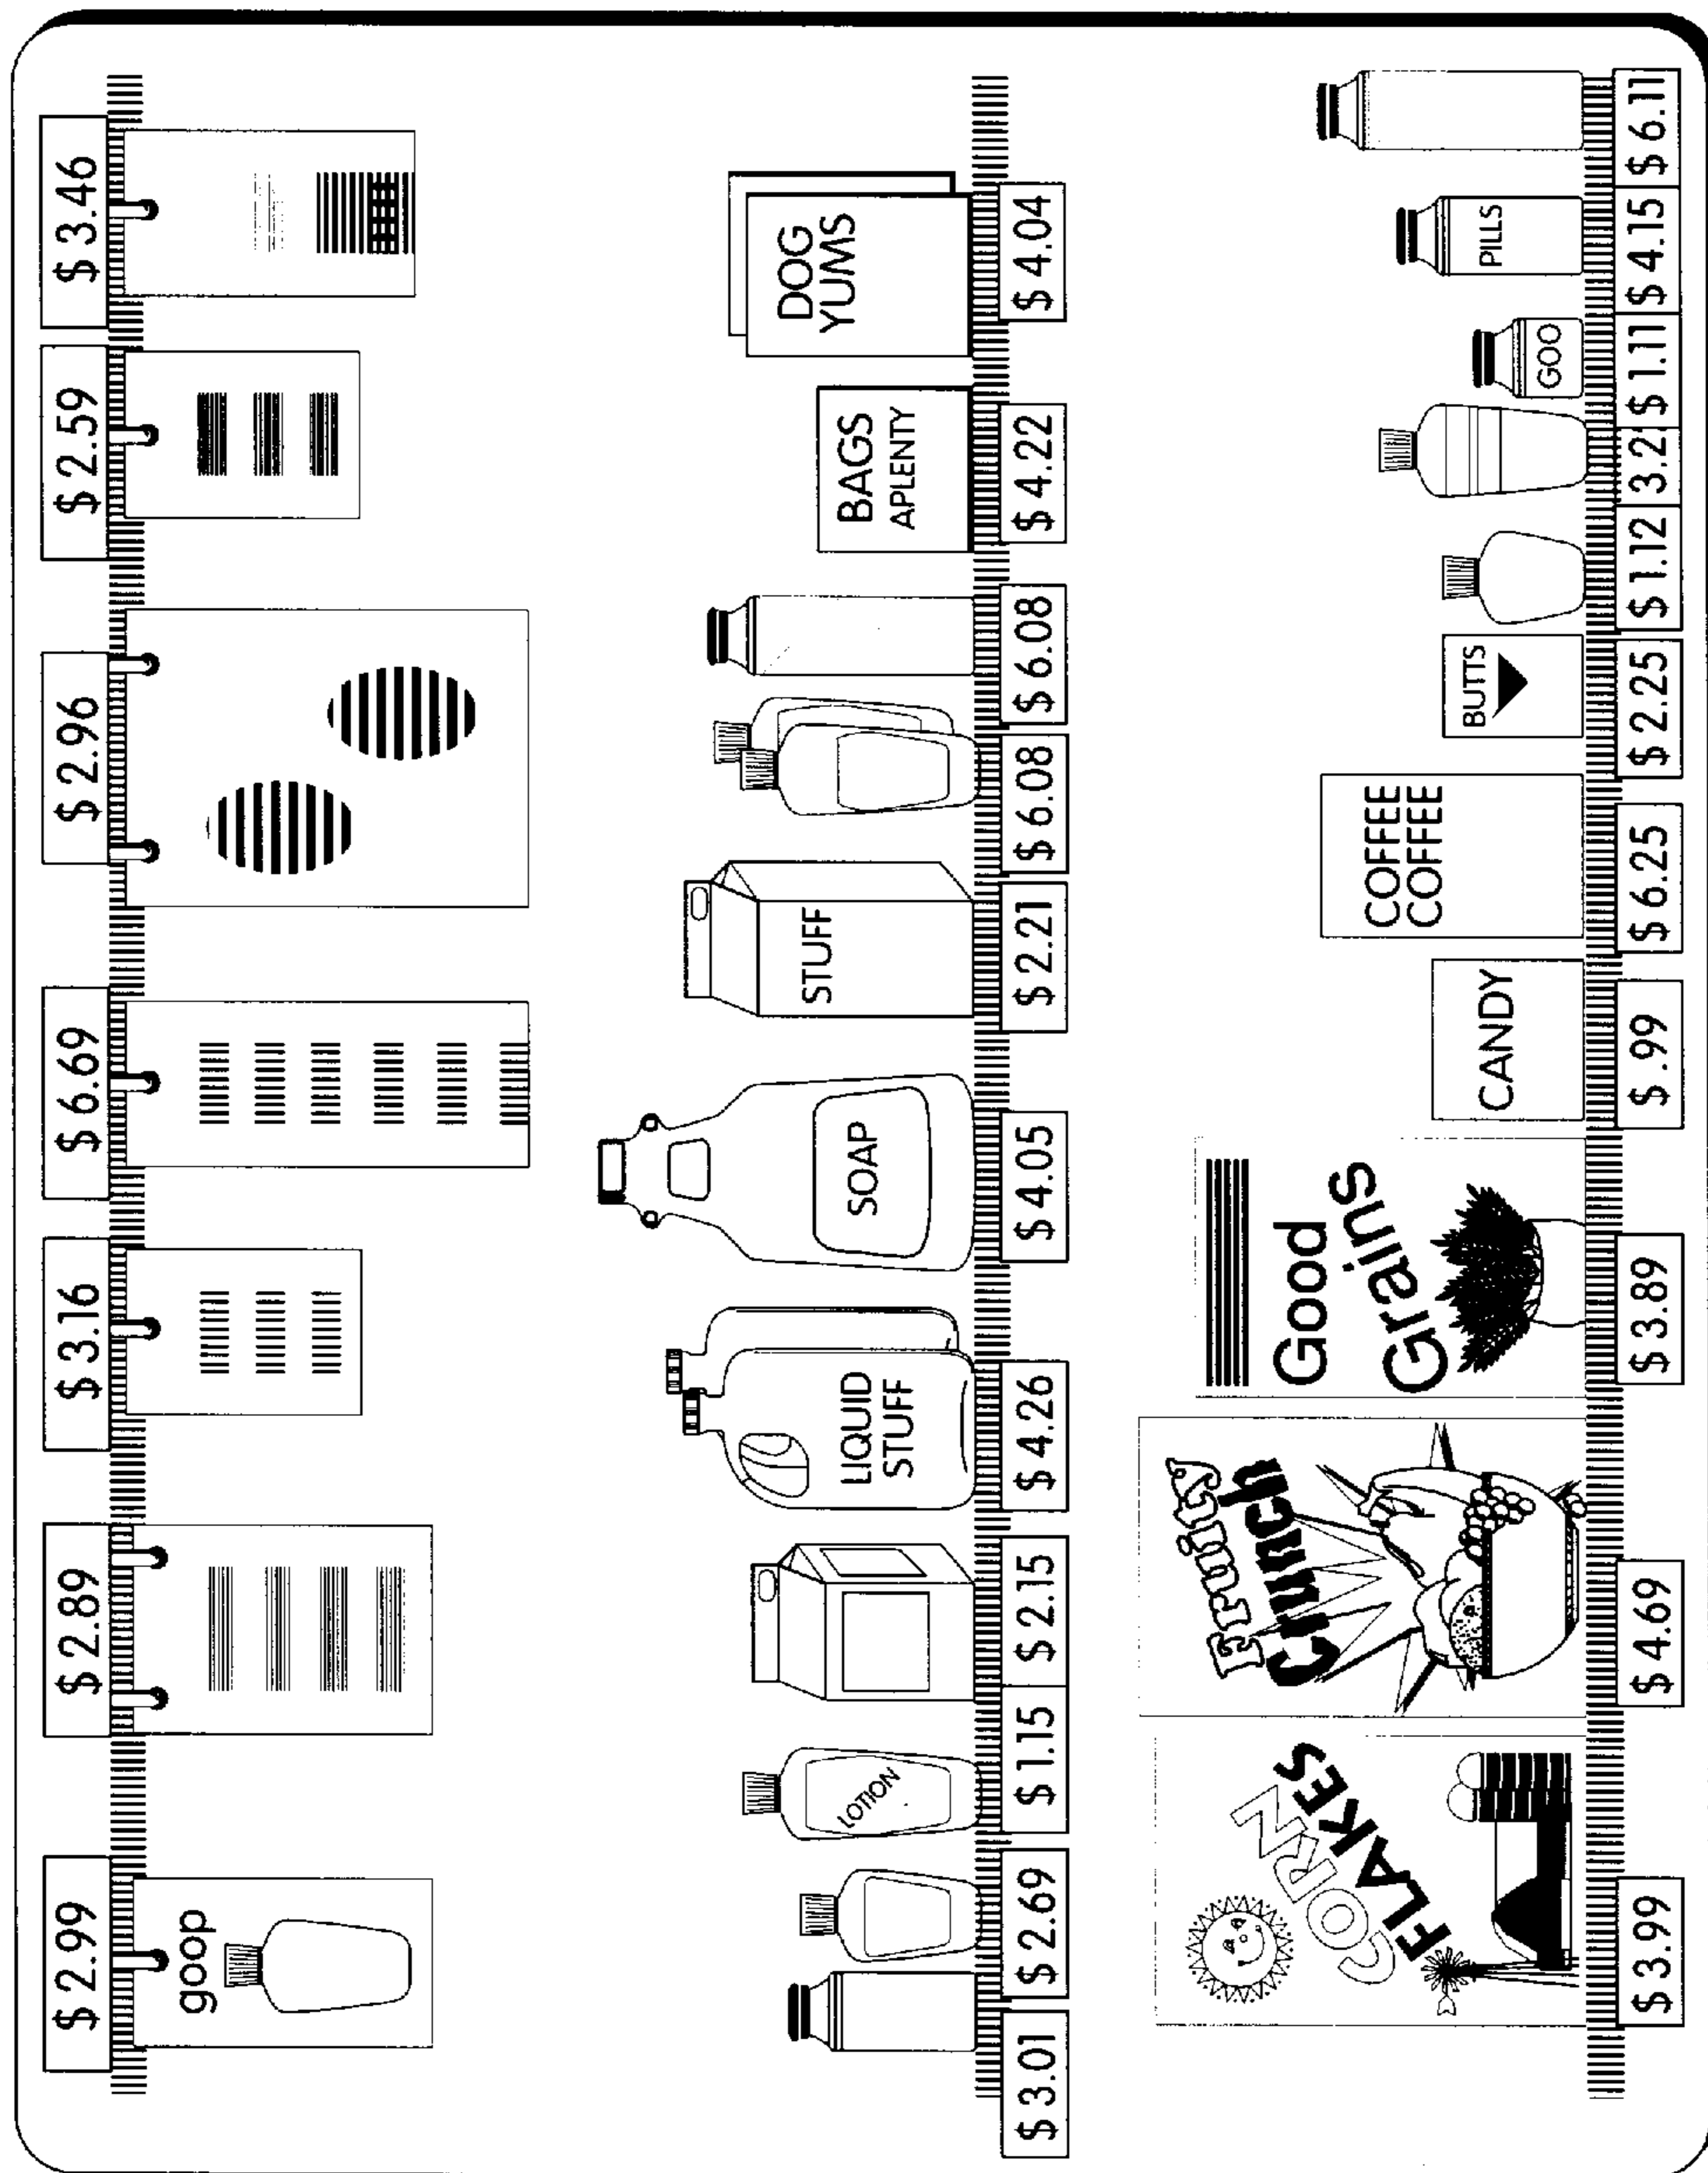 $ 2.99
$ 2.89
$ 3.16
$ 6.69
$ 2.96
$ 2.59
$ 3.46
goop
LOTION
LIQUID
STUFF
SOAP
STUFF
BAGS
APLENTY
DOG
YUMS
$ 3.01
$ 2.69
$ 1.15
$ 2.15
$ 4.26
$ 4.05
$ 2.21
$ 6.08
$ 6.08
$ 4.22
$ 4.04
CORN
FLAKES
Fruity
Crunch
Good
Grains
CANDY
COFFEE
COFFEE
BUTTS
GOO
PILLS
$ 3.99
$ 4.69
$ 3.89
$ .99
$ 6.25
$ 2.25
$ 1.12
$ 1.11
$ 4.15
$ 6.11